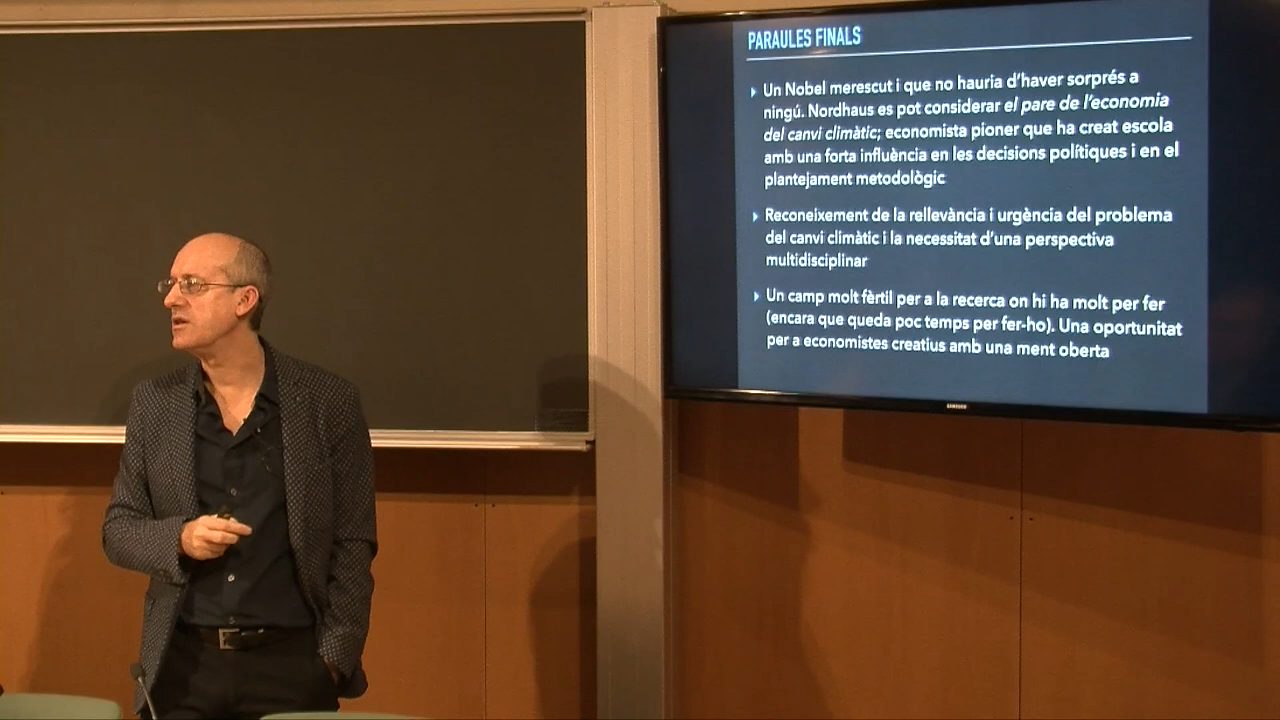 PARAULES FINALS
Un Nobel merescut i que no hauria d'haver sorprés a
ningú. Nordhaus es pot considerar el pare de l'economia
del canvi climàtic; economista pioner que ha creat escola
amb una forta influència en les decisions polítiques i en el
plantejament metodològic
Reconeixement de la rellevància i urgència del problema
del canvi climàtic i la necessitat d'una perspectiva
multidisciplinar
Un camp molt fèrtil per a la recerca on hi ha molt per fer
(encara que queda poc temps per fer-ho). Una oportunitat
per a economistes creatius amb una ment oberta
SAMSUNG